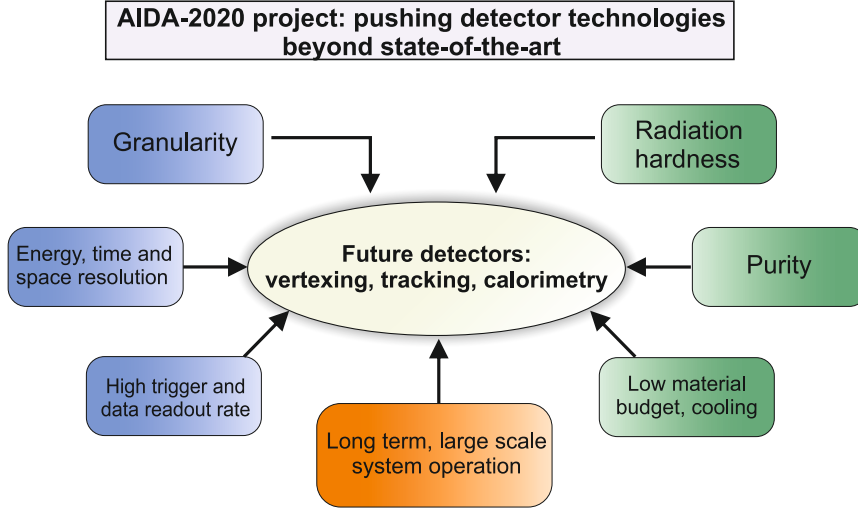 AIDA-2020 project: pushing detector technologies
beyond state-of-the-art
Granularity
Radiation
hardness
Energy, time and
space resolution
Future detectors:
vertexing, tracking, calorimetry
Purity
High trigger and
data readout rate
Long term, large scale
system operation
Low material
budget, cooling